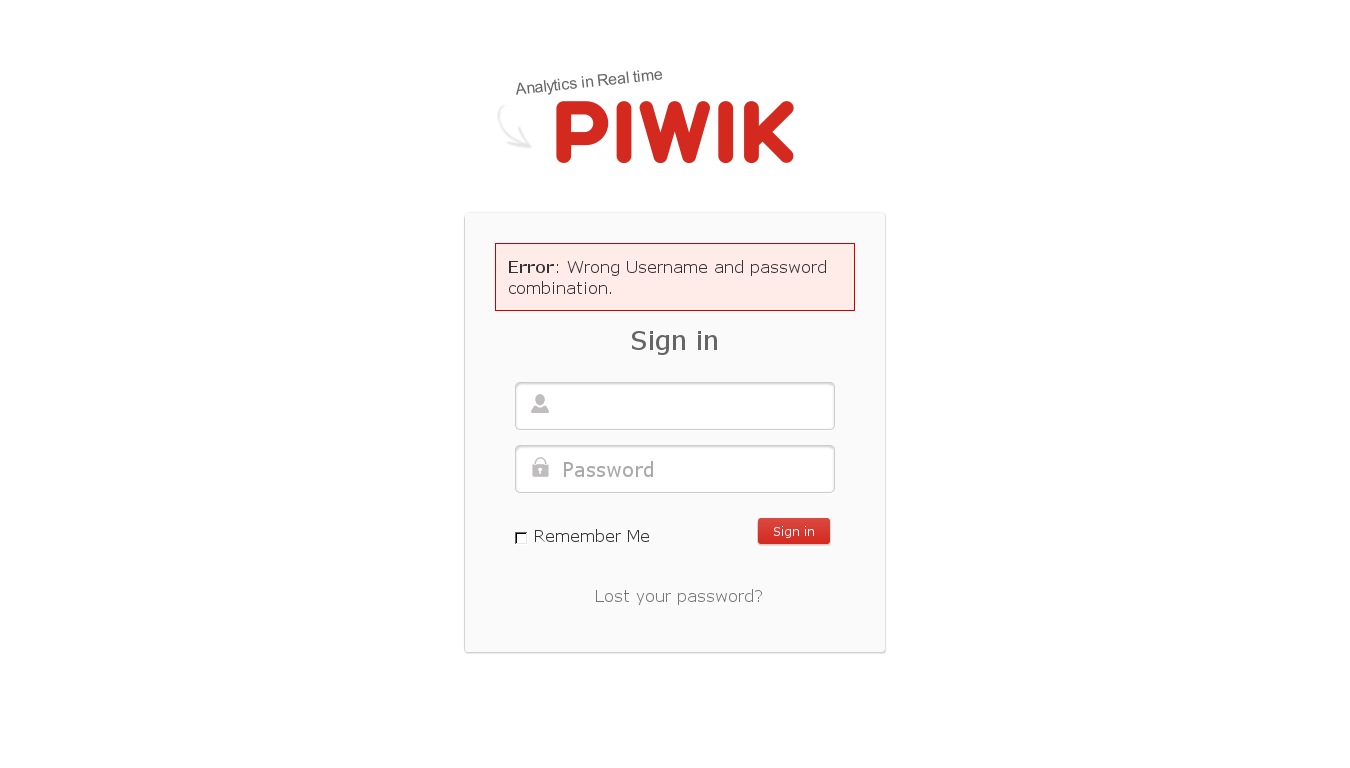 Analytics in Real time
PIWIK
Error: Wrong Username and password
combination.
Sign in
Password
Remember Me
Sign in
Lost your password?